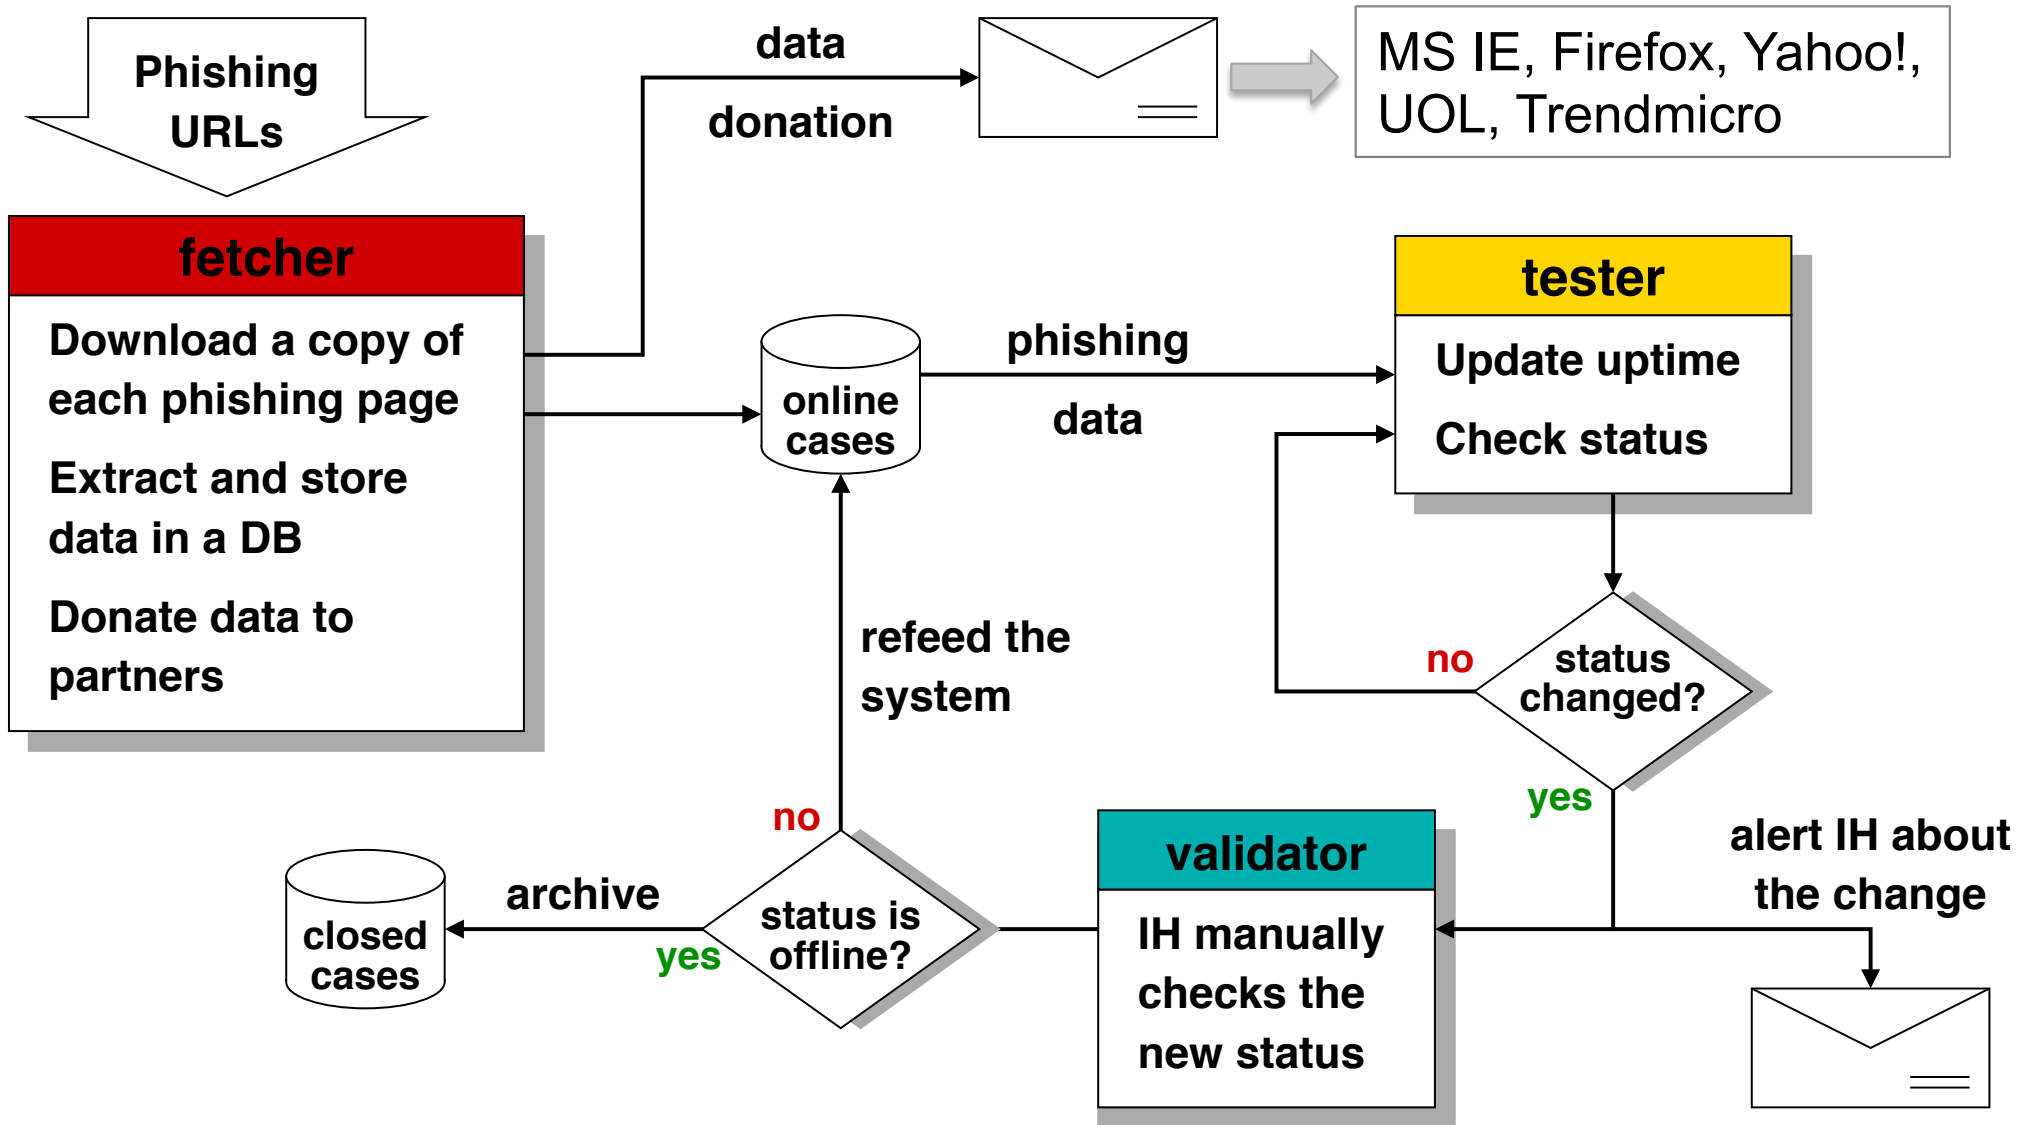 Phishing
URLs
data
donation
MS IE, Firefox, Yahoo!,
UOL, Trendmicro
fetcher
Download a copy of
each phishing page
Extract and store
data in a DB
Donate data to
partners
online
cases
phishing
data
tester
Update uptime
Check status
refeed the
system
no
status
changed?
yes
no
validator
IH manually
checks the
new status
alert IH about
the change
closed
cases
archive
yes
status is
offline?